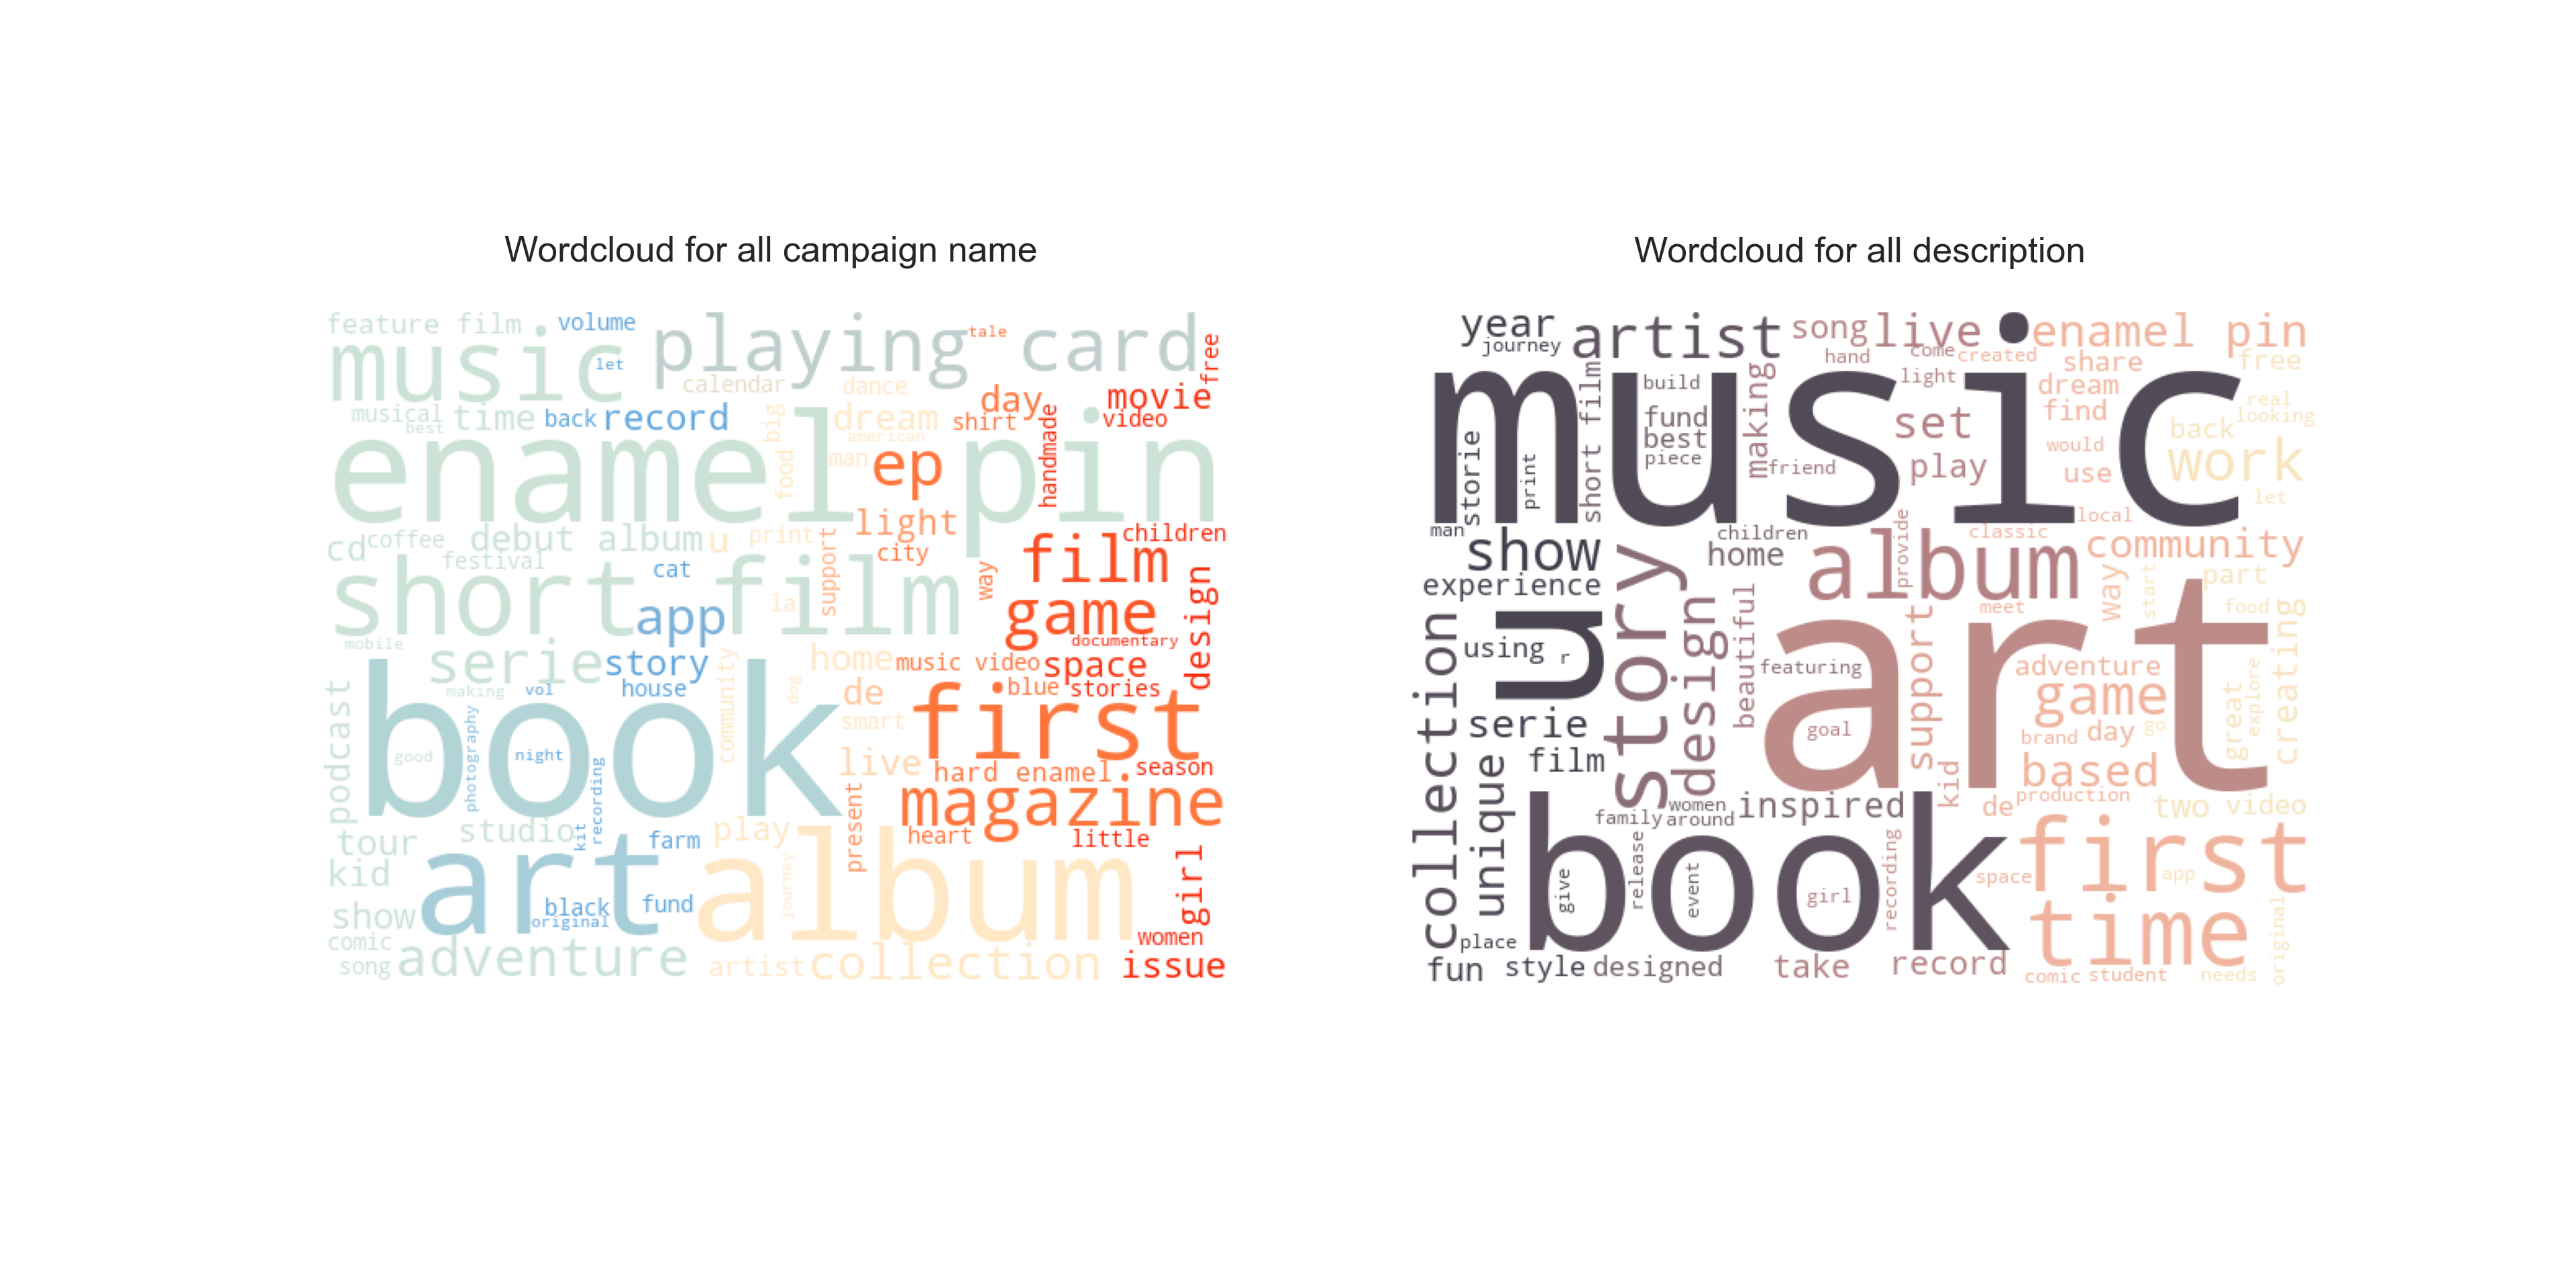 Wordcloud for all campaign name
feature film
volume
playing card
tale
free
music
let
calendar
dance
day
movie
musical
best
time
back
record
big
dream
american
shirt
video
handmade
enamel pin
food
man
ep
light
city
cd
coffee
debut album
u
print
support
festival
children
film
short film
cat
la
way
design
app
game
documentary
mobile
serie
story
community
home
music video
space
making
vol
house
dog
de
blue
stories
podcast
book
photography
good
night
recording
smart
first
live
hard enamel
season
present
magazine
tour
studio
kit
farm
play
heart
little
kid
art
album
journey
girl
show
black
original
fund
comic
song
adventure
artist
collection
women
issue
Wordcloud for all description
year
journey
artist
song
live
enamel pin
hand
come
created
share
free
short film
music
build
making
light
dream
real
looking
fund
best
piece
set
find
back
storie
print
friend
play
would
use
work
let
man
show
children
home
album
provide
classic
local
community
experience
story
way
start
part
collection
u
using
r
design
beautiful
featuring
art
support
meet
food
creating
adventure
game
great
explore
serie
goal
brand
day
go
film
unique
women
family
around
inspired
kid
based
de
production
two
video
book
give
release
event
girl
recording
first
space
app
time
original
place
fun
style
designed
take
record
comic
student
needs